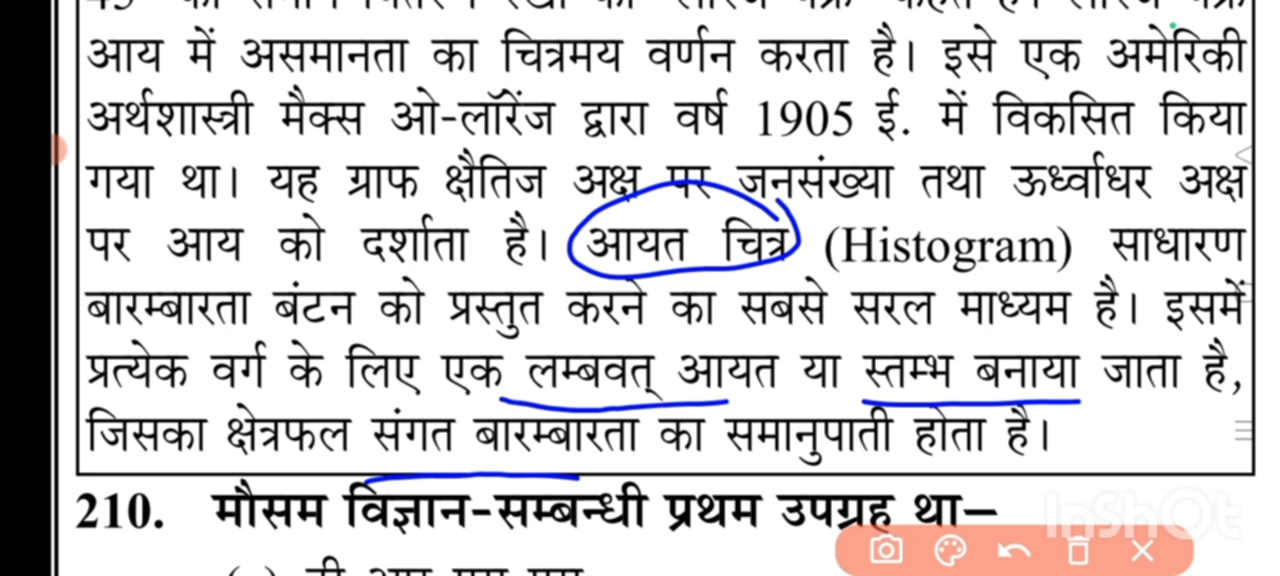 आय में असमानता का चित्रमय वर्णन करता है। इसे एक अमेरिकी
अर्थशास्त्री मैक्स ओ-लॉरेंज द्वारा वर्ष 1905 ई. में विकसित किया
गया था। यह ग्राफ क्षैतिज अक्ष पर जनसंख्या तथा ऊर्ध्वाधर अक्ष
पर आय को दर्शाता है। आयत चित्र (Histogram) साधारण
बारम्बारता बंटन को प्रस्तुत करने का सबसे सरल माध्यम है। इसमें
प्रत्येक वर्ग के लिए एक लम्बवत् आयत या स्तम्भ बनाया जाता है,
जिसका क्षेत्रफल संगत बारम्बारता का समानुपाती होता है।
210. मौसम विज्ञान-सम्बन्धी प्रथम उपग्रह था–
InShOt